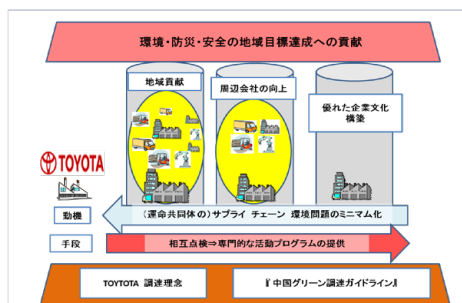 環境・防災・安全の地域目標達成への貢献
地域貢献
周辺会社の向上
優れた企業文化
構築
TOYOTA
動機
(運命共同体の)サプライ チェーン 環境問題のミニマム化
手段
相互点検⇒専門的な活動プログラムの提供
TOYTOTA 調達理念
『中国グリーン調達ガイドライン』